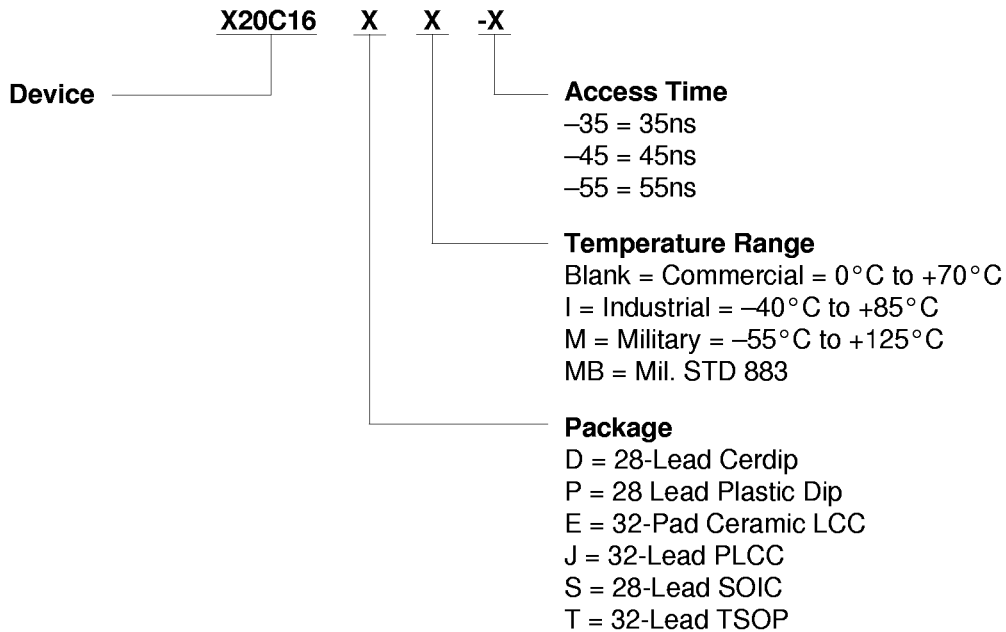 X20C16 X X -X
Device
Access Time
–35 = 35ns
–45 = 45ns
–55 = 55ns
Temperature Range
Blank = Commercial = 0°C to +70°C
I = Industrial = –40°C to +85°C
M = Military = –55°C to +125°C
MB = Mil. STD 883
Package
D = 28-Lead Cerdip
P = 28 Lead Plastic Dip
E = 32-Pad Ceramic LCC
J = 32-Lead PLCC
S = 28-Lead SOIC
T = 32-Lead TSOP